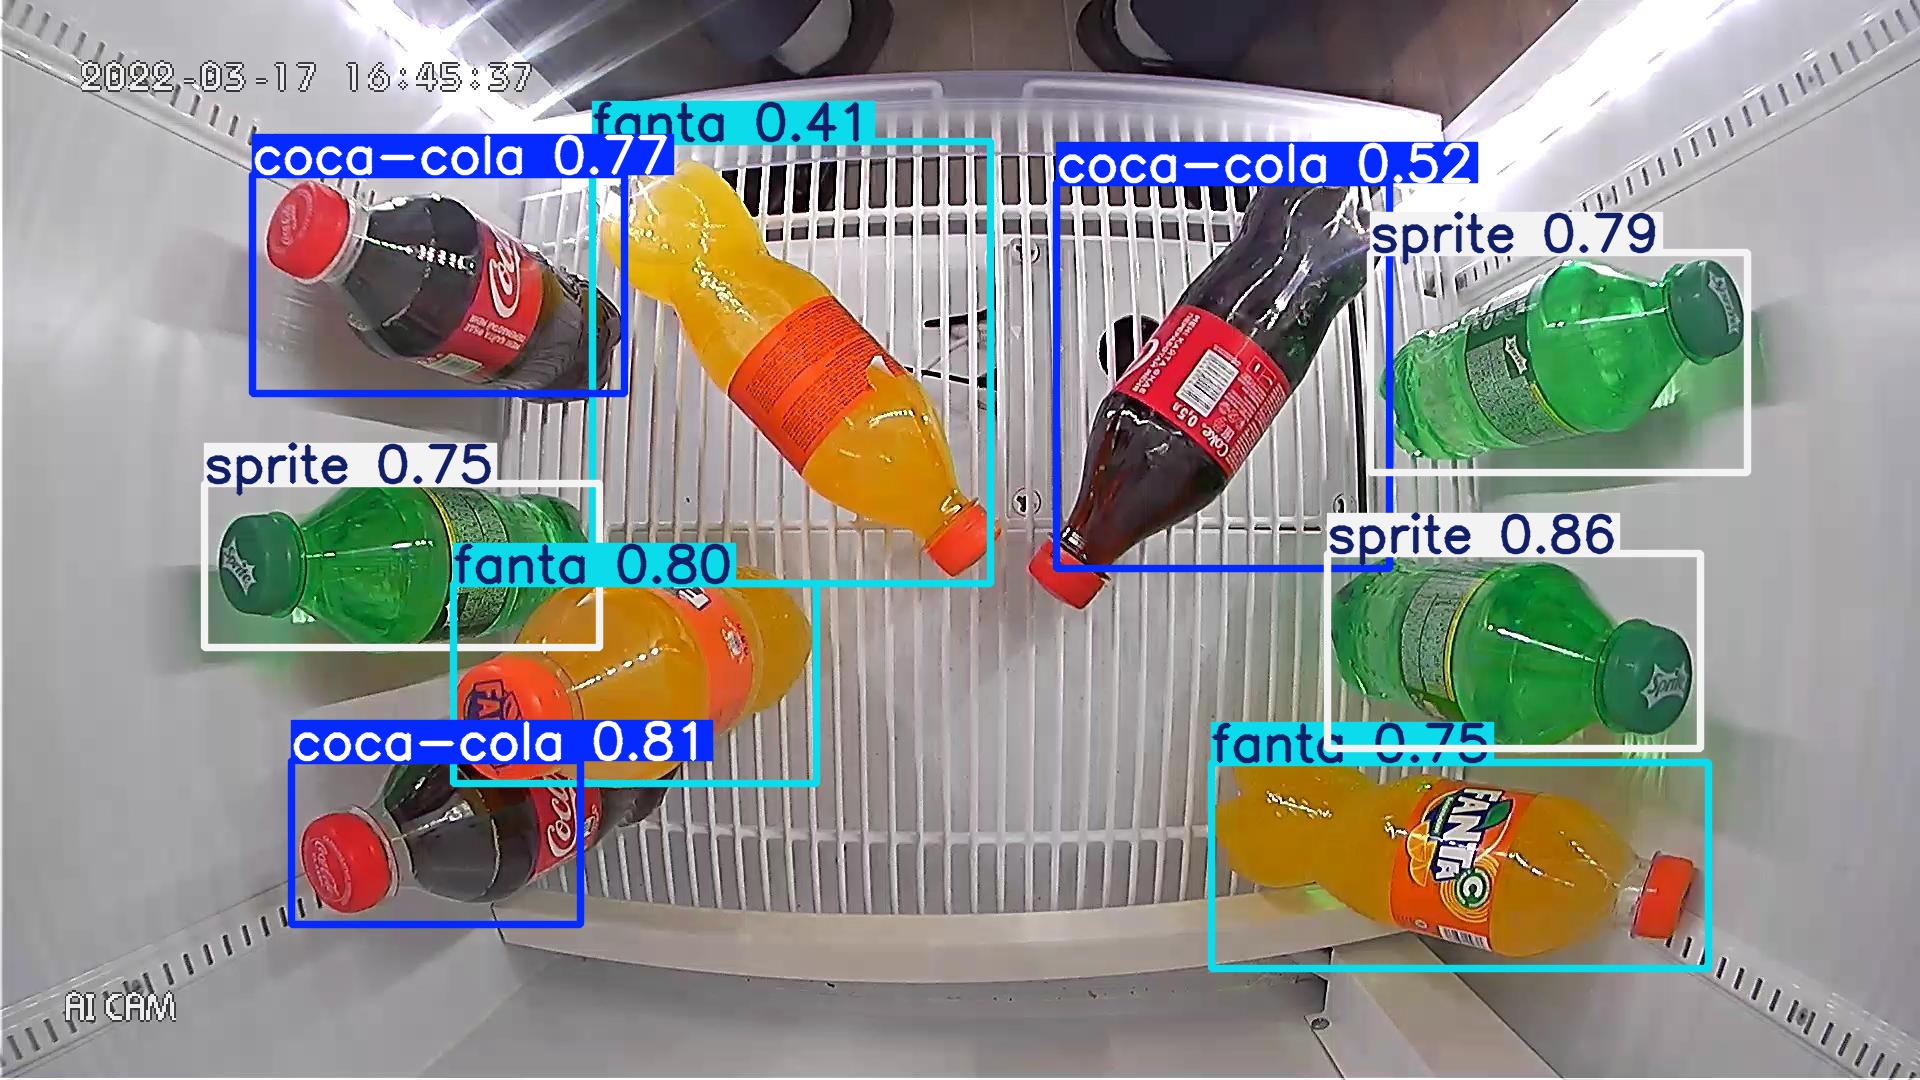 2022-03-17 16:45:37
fanta 0.41
coca-cola 0.77
coca-cola 0.52
sprite 0.79
Coke 0,5л
sprite 0.75
Sprite
sprite 0.86
fanta 0.80
Sprite
fanta 0.75
coca-cola 0.81
FANTA
C
AI CAM